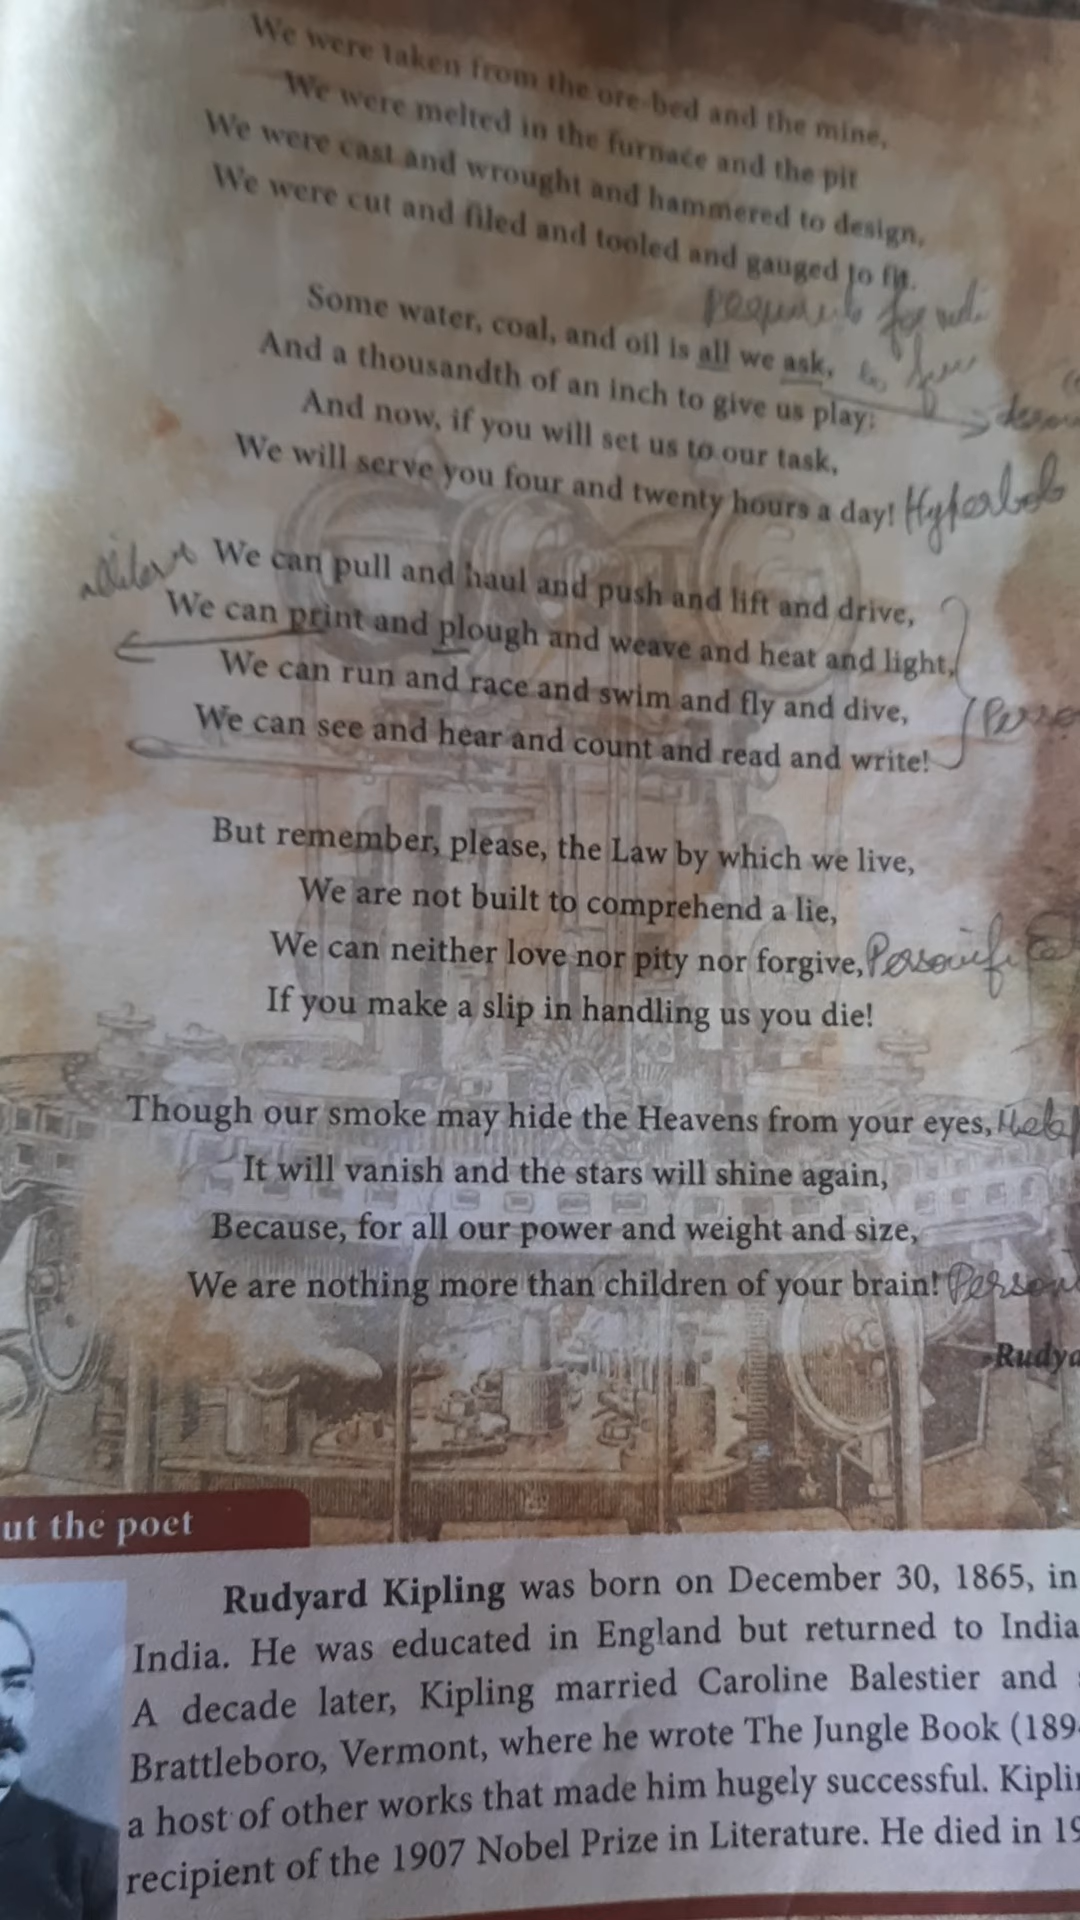 We were taken from the ore-bed and the mine,
We were melted in the furnace and the pit
We were cast and wrought and hammered to design,
We were cut and filed and tooled and gauged to fit.
Some water, coal, and oil is all we ask,
And a thousandth of an inch to give us play:
And now, if you will set us to our task,
We will serve you four and twenty hours a day! Hyperbole
We can pull and haul and push and lift and drive,
We can print and plough and weave and heat and light,
We can run and race and swim and fly and dive,
We can see and hear and count and read and write!
But remember, please, the Law by which we live,
We are not built to comprehend a lie,
We can neither love nor pity nor forgive,
If you make a slip in handling us you die!
Though our smoke may hide the Heavens from your eyes,
It will vanish and the stars will shine again,
Because, for all our power and weight and size,
We are nothing more than children of your brain!
Rudya
ut the poet
Rudyard Kipling was born on December 30, 1865, in
India. He was educated in England but returned to India
A decade later, Kipling married Caroline Balestier and
Brattleboro, Vermont, where he wrote The Jungle Book (189
a host of other works that made him hugely successful. Kiplin
recipient of the 1907 Nobel Prize in Literature. He died in 19